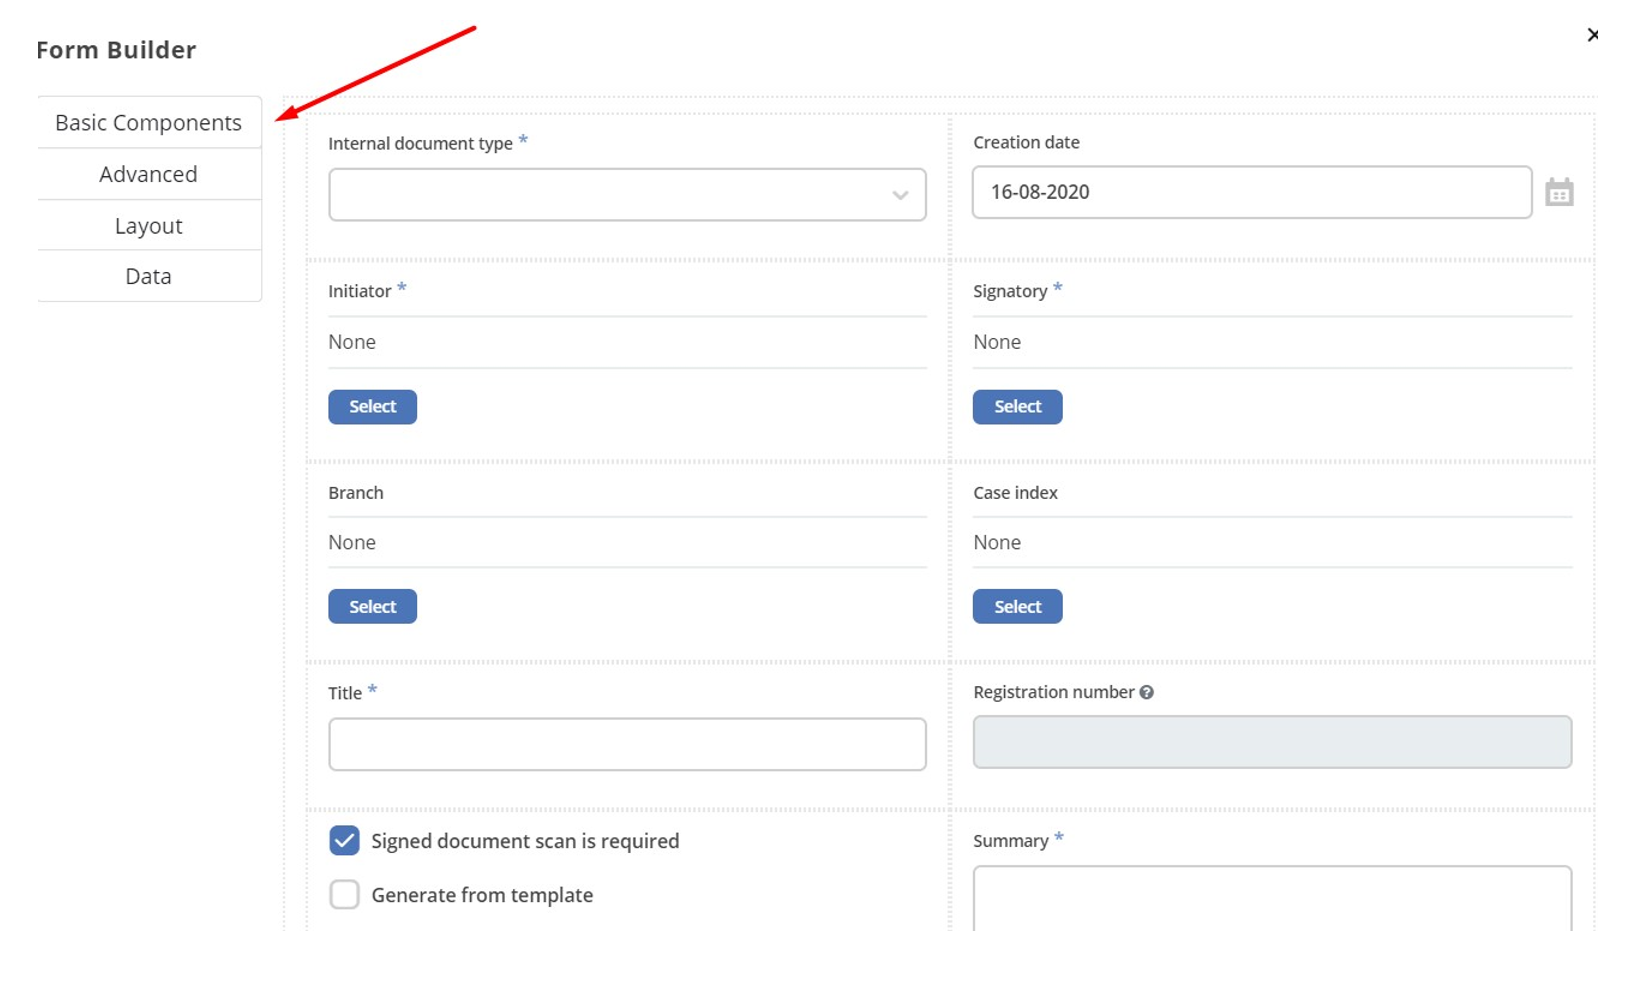 Form Builder
×
Basic Components
Advanced
Layout
Data
Internal document type *
Creation date
16-08-2020
Initiator *
None
Select
Signatory *
None
Select
Branch
None
Select
Case index
None
Select
Title *
Registration number ?
Signed document scan is required
Generate from template
Summary *